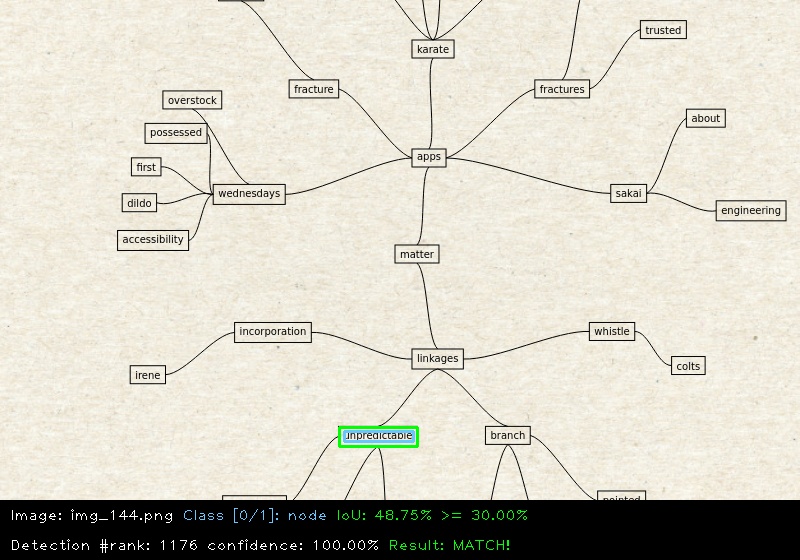 trusted
karate
fracture
fractures
overstock
about
possessed
apps
first
wednesdays
sakai
dildo
engineering
accessibility
matter
incorporation
whistle
linkages
irene
colts
unpredictable
branch
pointed
Image: img_144.png Class [0/1]: node IoU: 48.75% >= 30.00%
Detection #rank: 1176 confidence: 100.00% Result: MATCH!